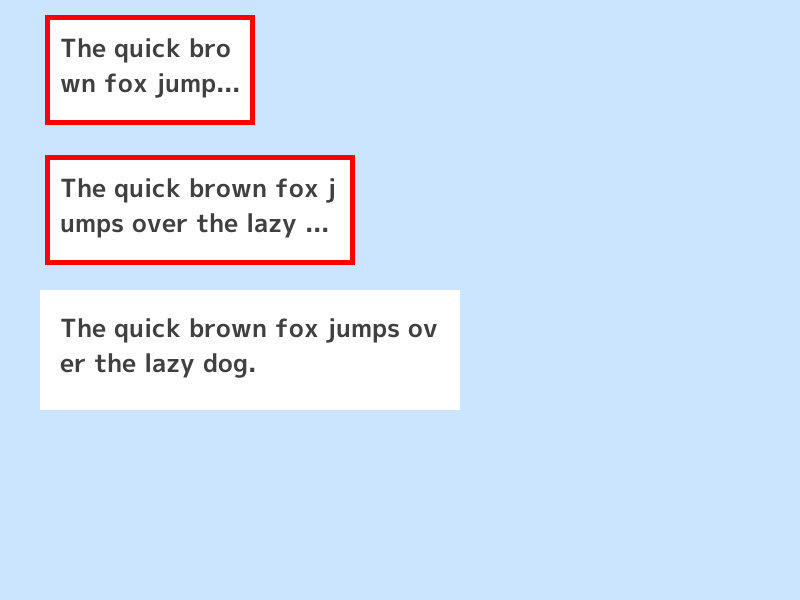 The quick bro
wn fox jump...
The quick brown fox j
umps over the lazy ...
The quick brown fox jumps ov
er the lazy dog.